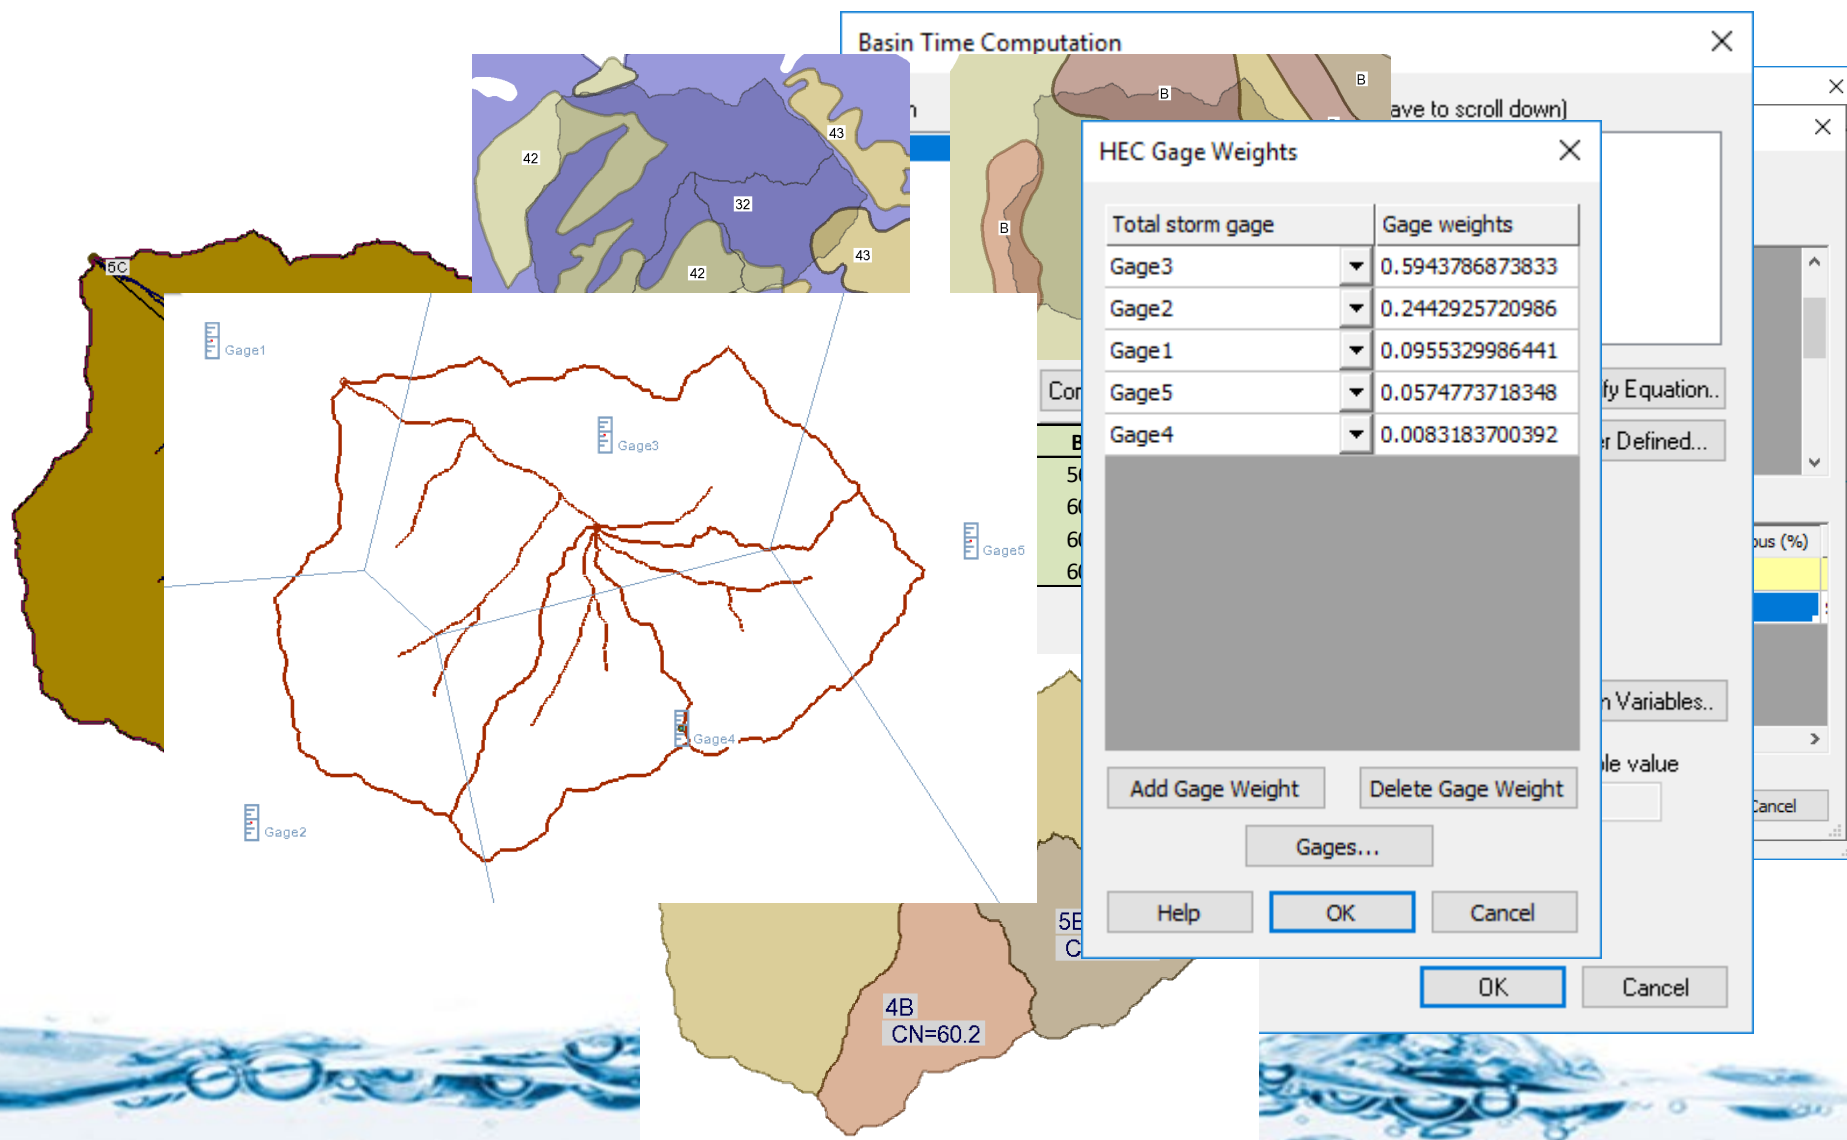 Basin Time Computation
ave to scroll down)
B
B
B
43
42
32
43
42
5C
HEC Gage Weights
Total storm gage Gage weights
Gage3 0.5943786873833
Gage2 0.2442925720986
Gage1 0.0955329986441
Gage5 0.0574773718348
Gage4 0.0083183700392
Add Gage Weight Delete Gage Weight
Gages...
Help OK Cancel
Gage1
Gage3
Gage5
Gage4
Gage2
fy Equation..
r Defined...
ous (%)
n Variables..
le value
Cancel
OK Cancel
4B
CN=60.2